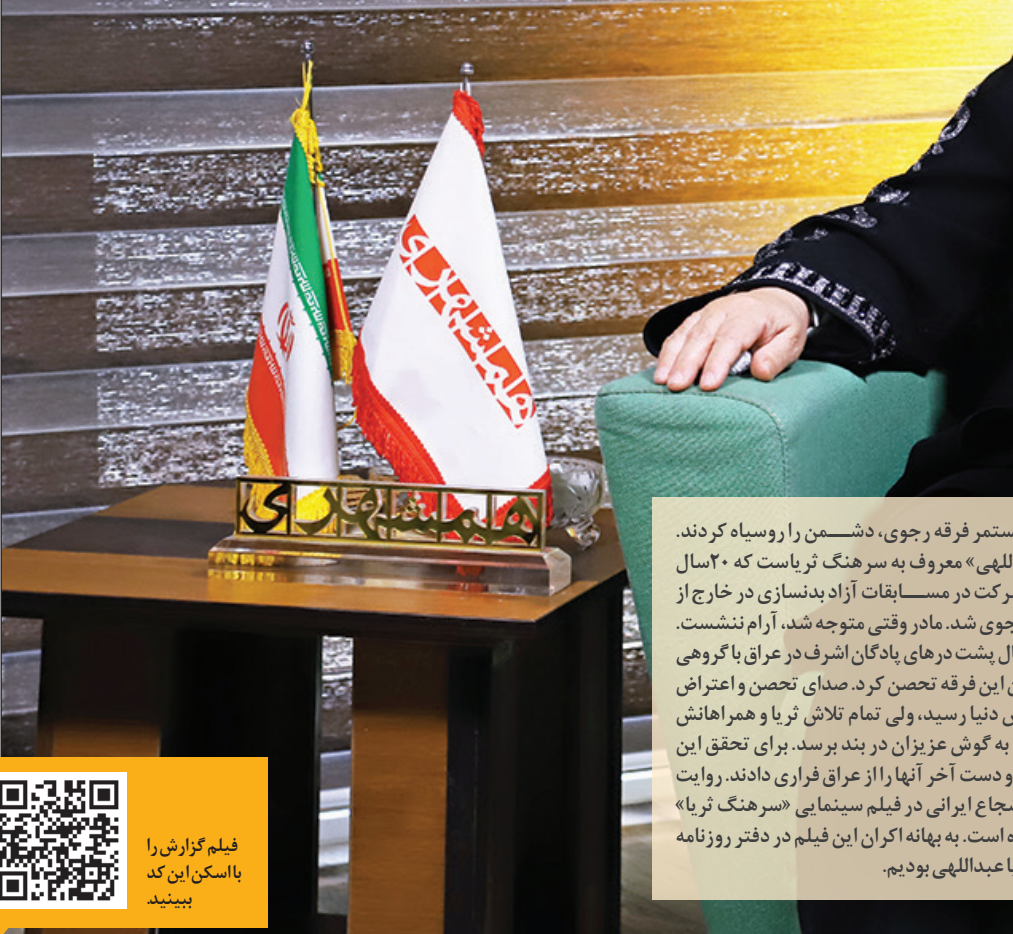 همشهری
همشهری
ستمر فرقه رجوی، دشمن را روسیاه کردند.
للهی» معروف به سرهنگ ثریاست که ۲۰سال
رکت در مسابقات آزاد بدنسازی در خارج از
جوی شد. مادر وقتی متوجه شد، آرام ننشست.
ال پشت درهای پادگان اشرف در عراق با گروهی
ن این فرقه تحصن کرد. صدای تحصن و اعتراض
ش دنیا رسید، ولی تمام تلاش ثریا و همراهانش
به گوش عزیزان در بند برسد. برای تحقق این
و دست آخر آنها را از عراق فراری دادند. روایت
شجاع ایرانی در فیلم سینمایی «سرهنگ ثریا»
ه است. به بهانه اکران این فیلم در دفتر روزنامه
با عبداللهی بودیم.
فیلم گزارش را
با اسکن این کد
ببینید.